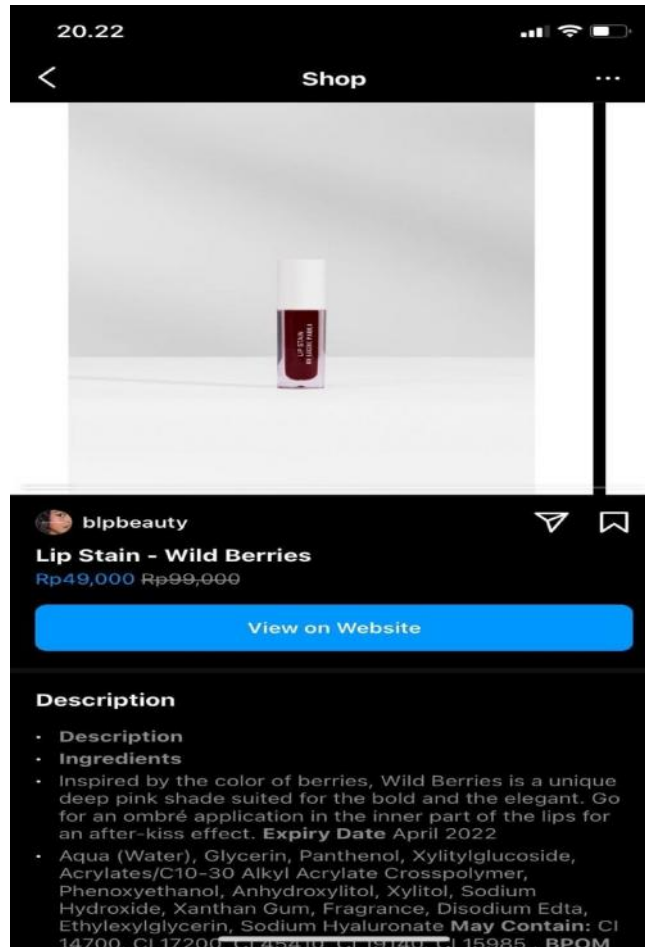 20.22
Shop
LIP STAIN
blpbeauty
Lip Stain - Wild Berries
Rp49,000 Rp99,000
View on Website
Description
• Description
• Ingredients
• Inspired by the color of berries, Wild Berries is a unique
deep pink shade suited for the bold and the elegant. Go
for an ombré application in the inner part of the lips for
an after-kiss effect. Expiry Date April 2022
• Aqua (Water), Glycerin, Panthenol, Xylitylglucoside,
Acrylates/C10-30 Alkyl Acrylate Crosspolymer,
Phenoxyethanol, Anhydroxylitol, Xylitol, Sodium
Hydroxide, Xanthan Gum, Fragrance, Disodium Edta,
Ethylexylglycerin, Sodium Hyaluronate May Contain: CI
14700, CI 17200, CI 45410, CI 19140, 15985, BPOM